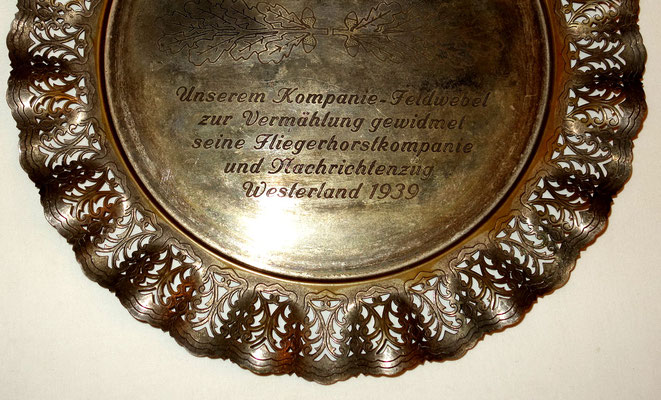 Unserem Kompanie-Feldwebel
zur Vermählung gewidmet
seine Fliegerhorstkompanie
und Nachrichtenzug
Westerland 1939